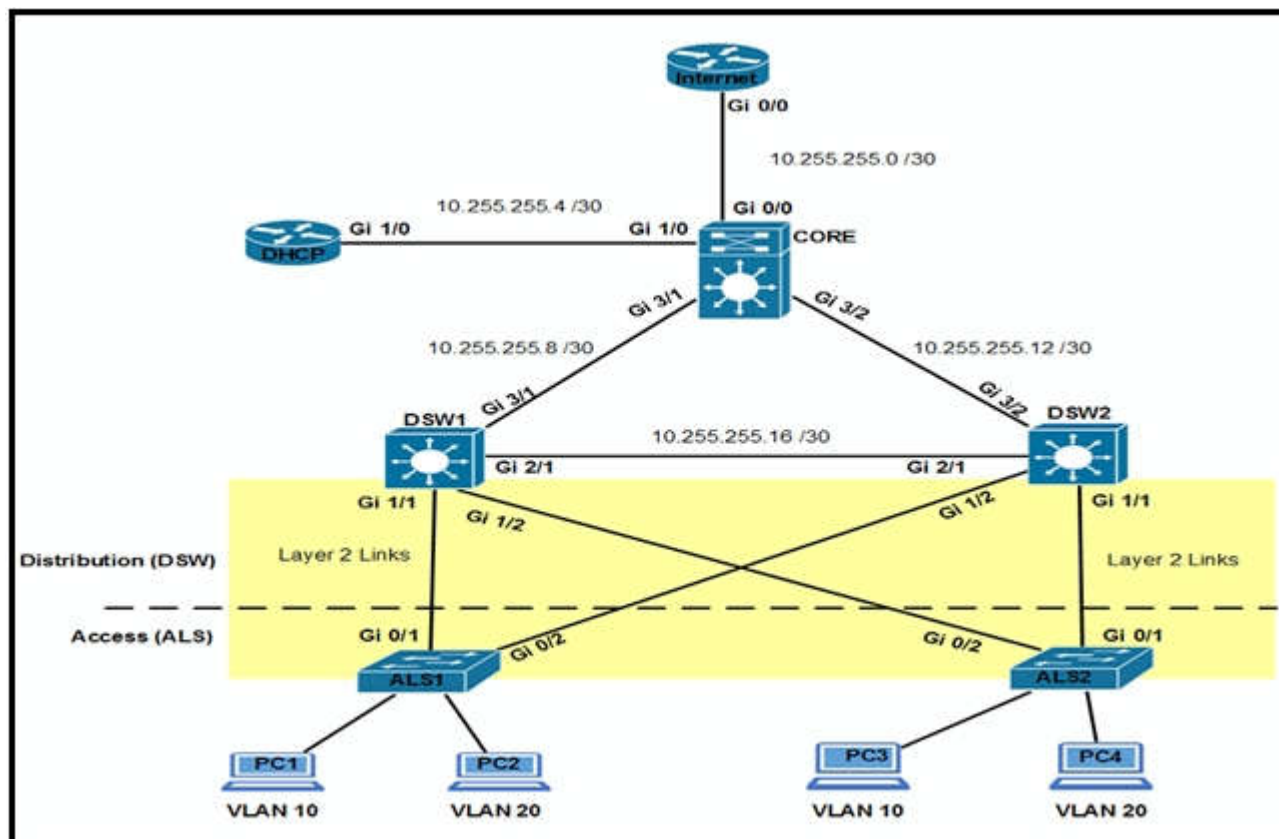 Internet
Gi 0/0
10.255.255.0 /30
10.255.255.4 /30
Gi 0/0
Gi 1/0
Gi 1/0
CORE
DHCP
Gi 3/1
Gi 3/2
10.255.255.8 /30
10.255.255.12 /30
Gi 3/1
Gi 3/2
DSW1
DSW2
10.255.255.16 /30
Gi 2/1
Gi 2/1
Gi 1/1
Gi 1/2
Gi 1/2
Gi 1/1
Layer 2 Links
Layer 2 Links
Distribution (DSW)
Access (ALS)
Gi 0/1
Gi 0/2
Gi 0/2
Gi 0/1
ALS1
ALS2
PC1
PC2
PC3
PC4
VLAN 10
VLAN 20
VLAN 10
VLAN 20